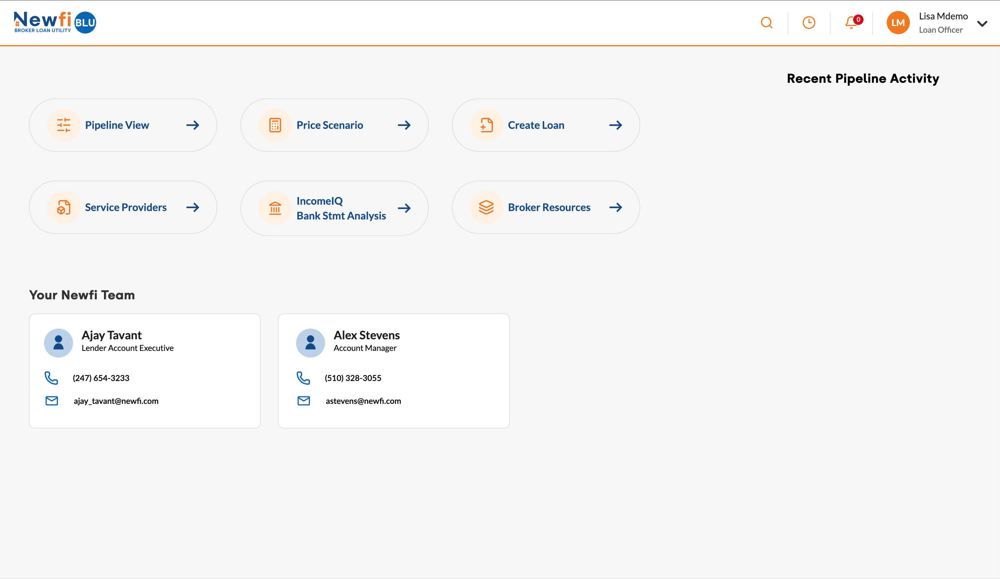 Newfi BLU
BROKER LOAN UTILITY
0
LM
Lisa Mdemo
Loan Officer
Recent Pipeline Activity
Pipeline View
Price Scenario
Create Loan
Service Providers
IncomeIQ
Bank Stmt Analysis
Broker Resources
Your Newfi Team
Ajay Tavant
Lender Account Executive
(247) 654-3233
ajay_tavant@newfi.com
Alex Stevens
Account Manager
(510) 328-3055
astevens@newfi.com